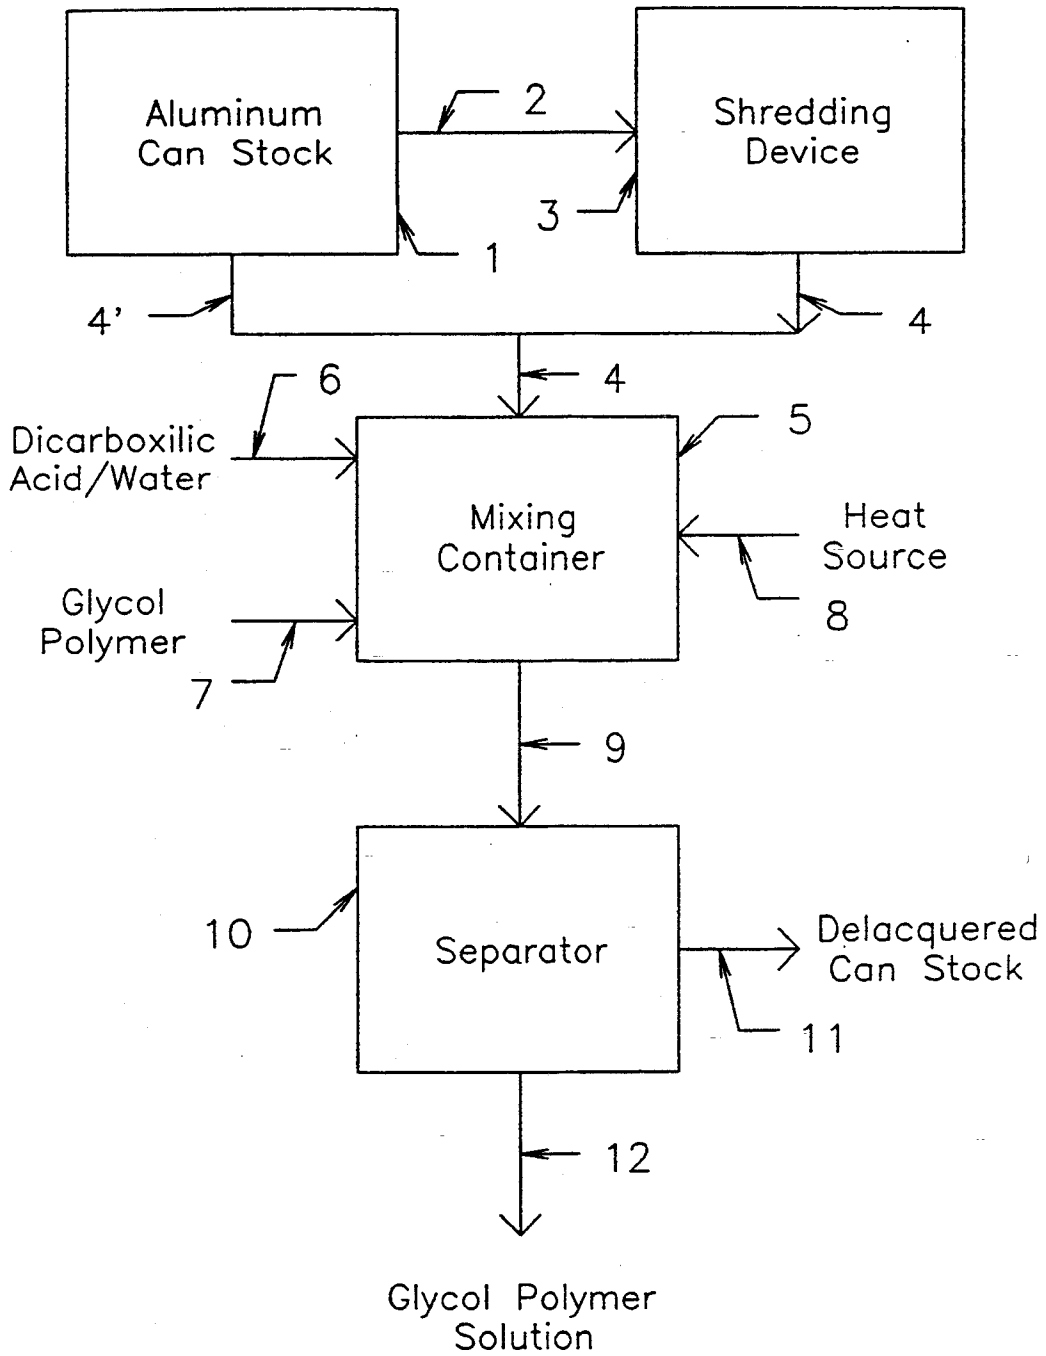 Aluminum
Can Stock
2
Shredding
Device
3
1
4'
4
4
6
Dicarboxilic
Acid/Water
5
Mixing
Container
Heat
Source
Glycol
Polymer
8
7
9
10
Separator
Delacquered
Can Stock
11
12
Glycol Polymer
Solution